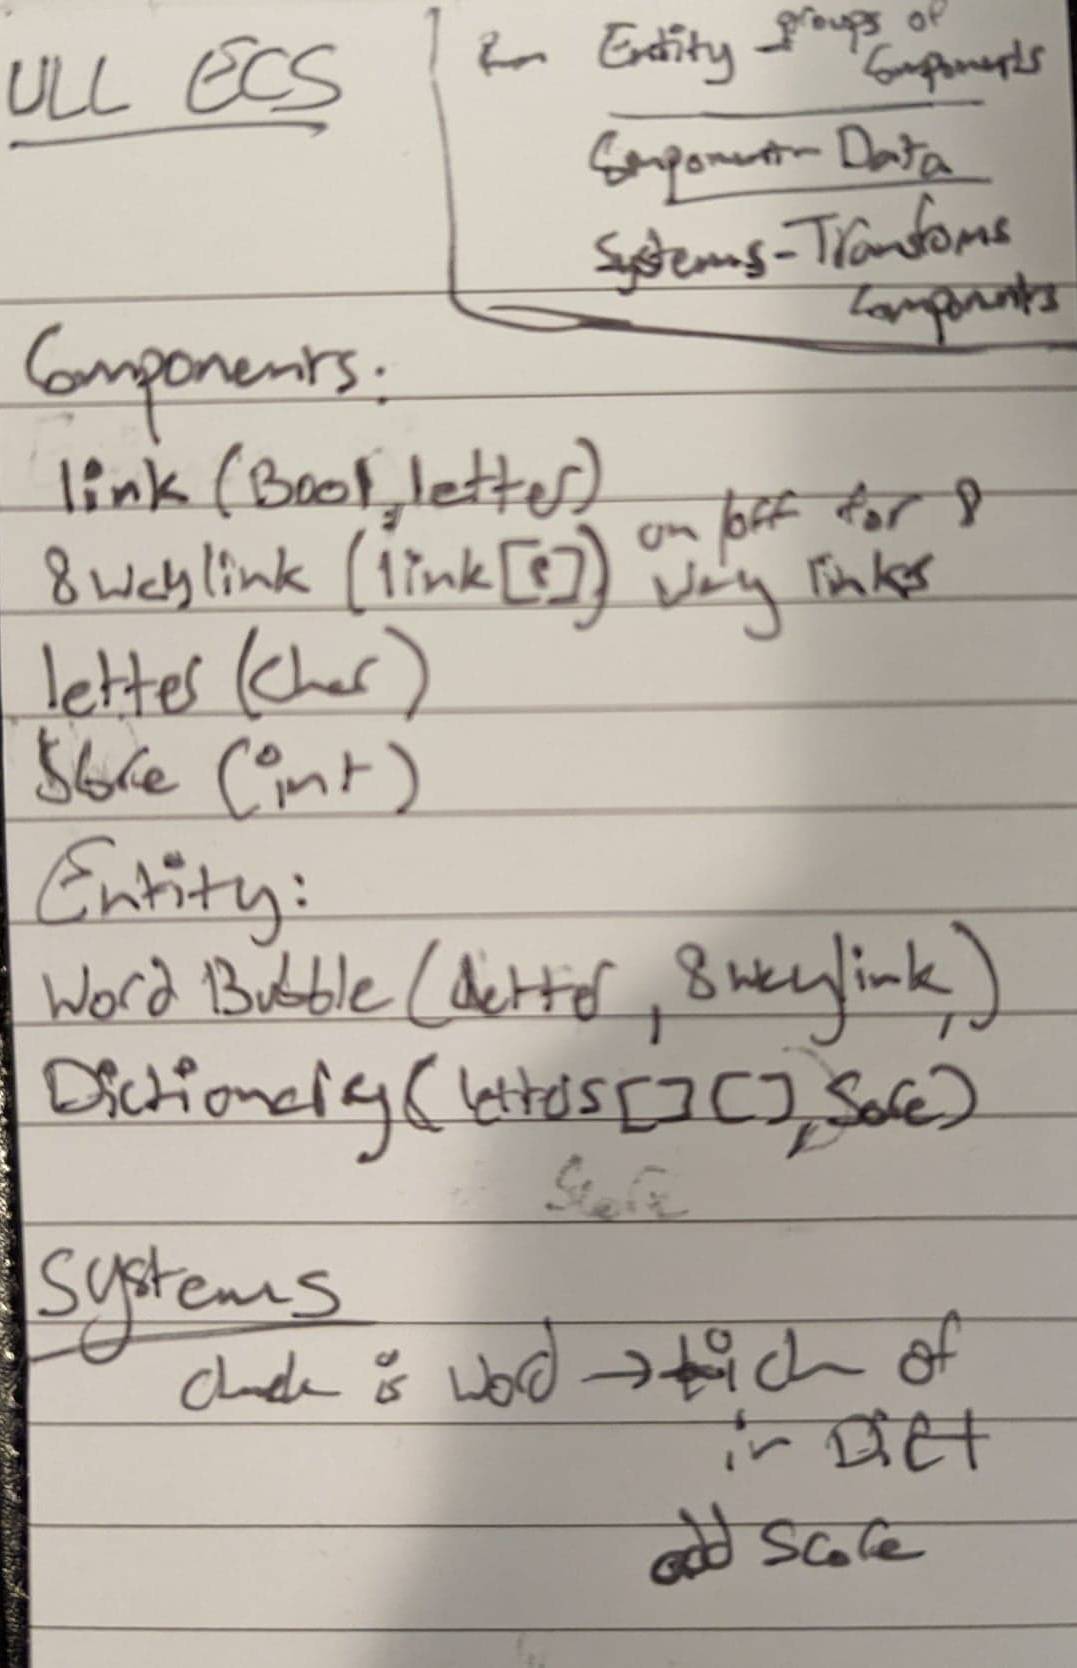 ULL ECS
Entity - groups of
Components
Component - Data
Systems - Transforms
Components
Components:
link (Bool, letter)
8waylink (link[8]) on/off for 8
way links
letter (char)
Score (int)
Entity:
Word Bubble (letter, 8waylink,)
Dictionary (letters[][], Score)
Score
Systems
check is word → tick of
in Dict
add score